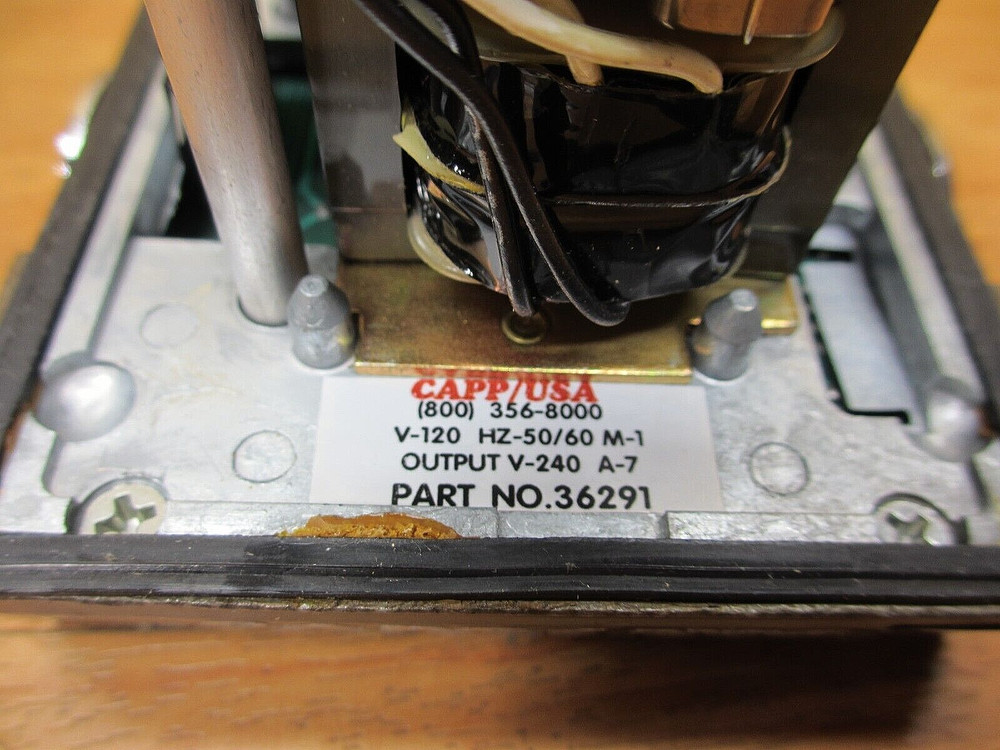 CAPP/USA
(800) 356-8000
V-120 HZ-50/60 M-1
OUTPUT V-240 A-7
PART NO.36291